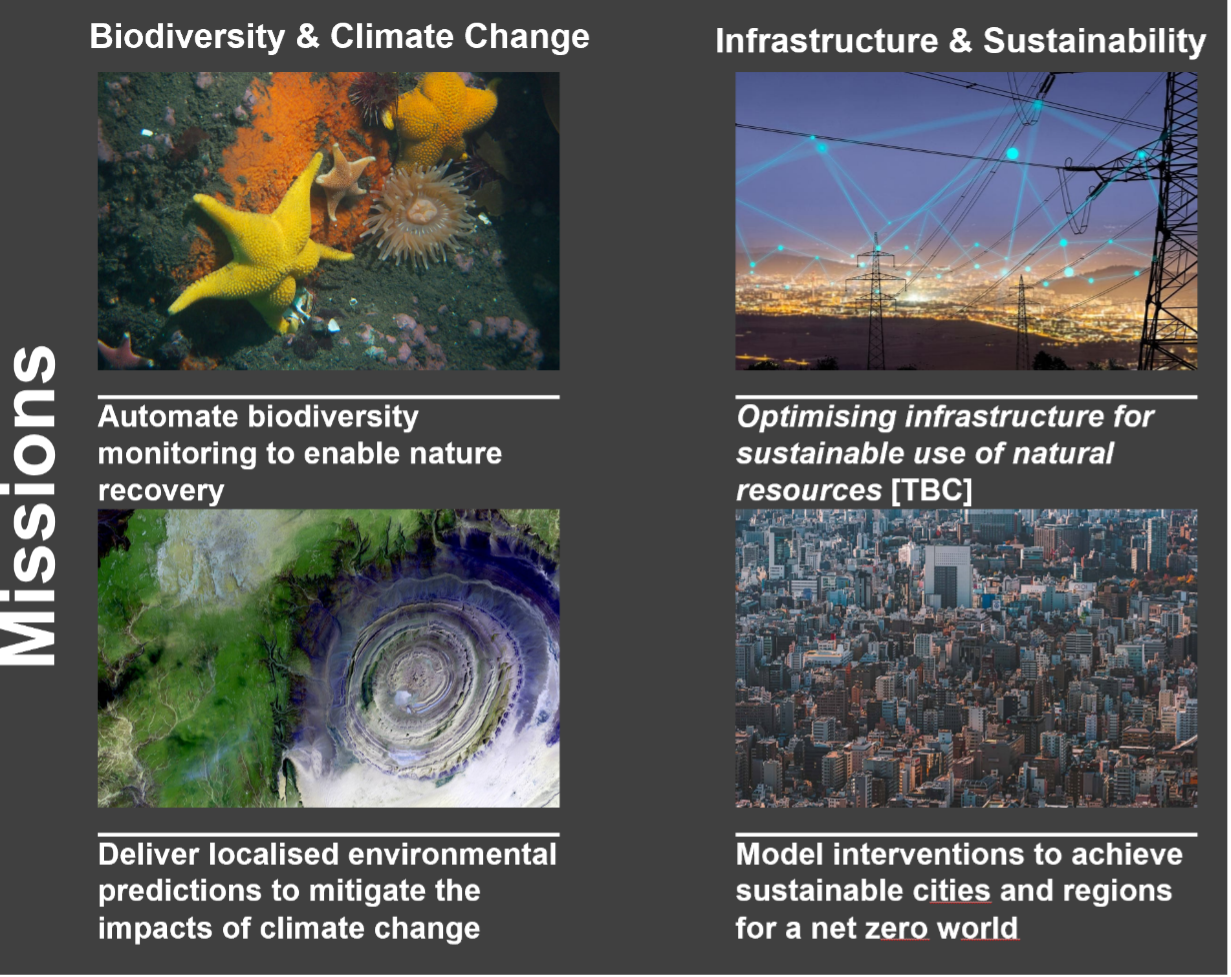 Missions
Biodiversity & Climate Change
Automate biodiversity
monitoring to enable nature
recovery
Deliver localised environmental
predictions to mitigate the
impacts of climate change
Infrastructure & Sustainability
Optimising infrastructure for
sustainable use of natural
resources [TBC]
Model interventions to achieve
sustainable cities and regions
for a net zero world